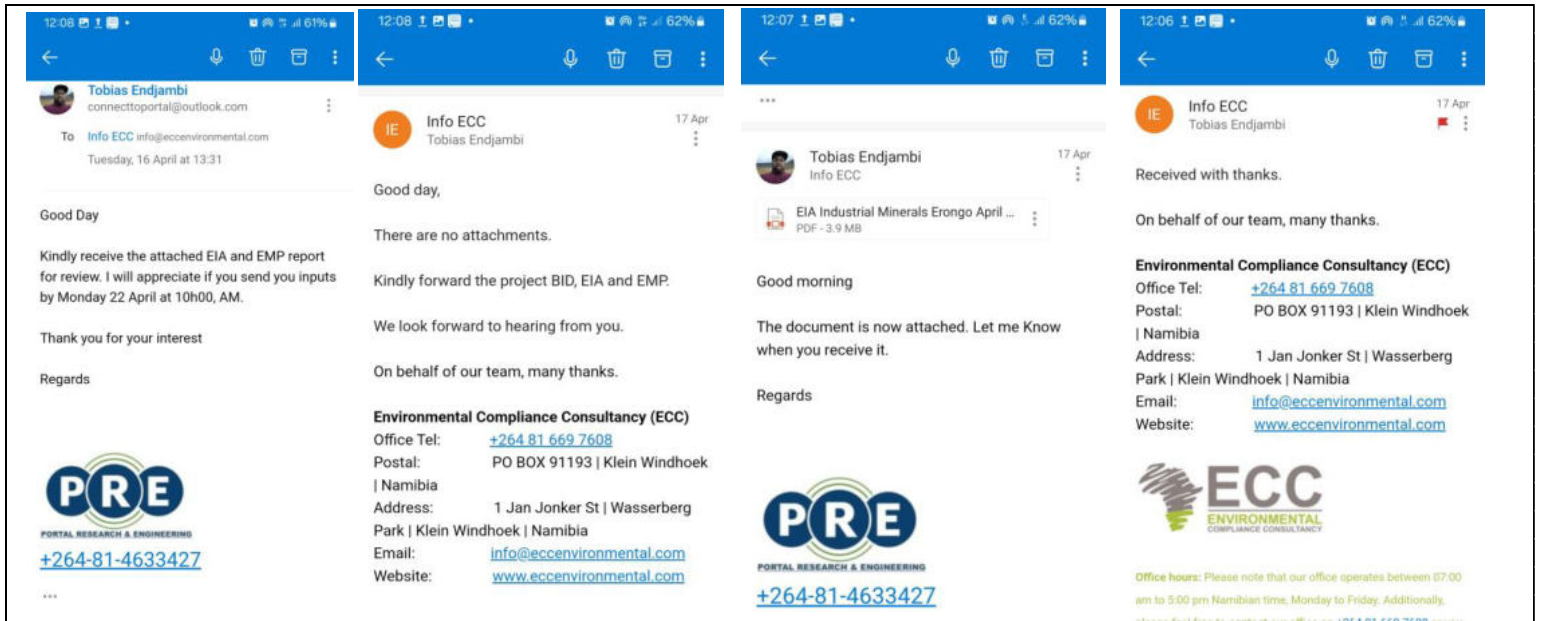 12:08
61%
Tobias Endjambi
connecttoportal@outlook.com
To Info ECC info@eccenvironmental.com
Tuesday, 16 April at 13:31
Good Day
Kindly receive the attached EIA and EMP report
for review. I will appreciate if you send you inputs
by Monday 22 April at 10h00, AM.
Thank you for your interest
Regards
PRE
PORTAL RESEARCH & ENGINEERING
+264-81-4633427
...
12:08
62%
IE
Info ECC
17 Apr
Tobias Endjambi
Good day,
There are no attachments.
Kindly forward the project BID, EIA and EMP.
We look forward to hearing from you.
On behalf of our team, many thanks.
Environmental Compliance Consultancy (ECC)
Office Tel: +264 81 669 7608
Postal: PO BOX 91193 | Klein Windhoek
| Namibia
Address: 1 Jan Jonker St | Wasserberg
Park | Klein Windhoek | Namibia
Email: info@eccenvironmental.com
Website: www.eccenvironmental.com
12:07
62%
...
Tobias Endjambi
17 Apr
Info ECC
EIA Industrial Minerals Erongo April ...
PDF - 3.9 MB
Good morning
The document is now attached. Let me Know
when you receive it.
Regards
PRE
PORTAL RESEARCH & ENGINEERING
+264-81-4633427
12:06
62%
IE
Info ECC
17 Apr
Tobias Endjambi
Received with thanks.
On behalf of our team, many thanks.
Environmental Compliance Consultancy (ECC)
Office Tel: +264 81 669 7608
Postal: PO BOX 91193 | Klein Windhoek
| Namibia
Address: 1 Jan Jonker St | Wasserberg
Park | Klein Windhoek | Namibia
Email: info@eccenvironmental.com
Website: www.eccenvironmental.com
ECC
ENVIRONMENTAL
COMPLIANCE CONSULTANCY
Office hours: Please note that our office operates between 07:00
am to 5:00 pm Namibian time, Monday to Friday. Additionally,